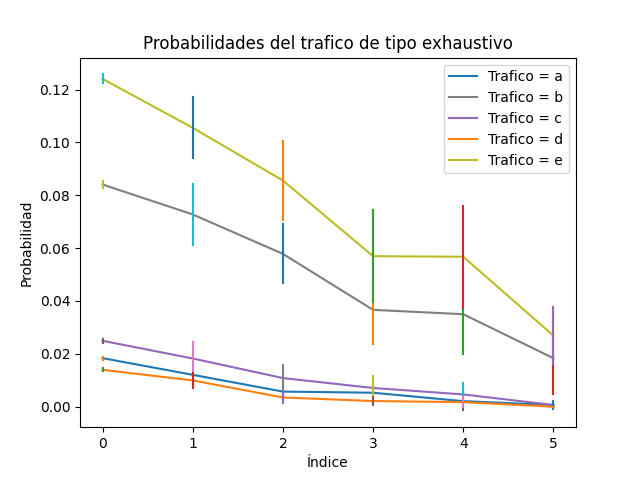 Probabilidades del trafico de tipo exhaustivo
Probabilidad
0.12
0.10
0.08
0.06
0.04
0.02
0.00
Trafico = a
Trafico = b
Trafico = c
Trafico = d
Trafico = e
0 1 2 3 4 5
Índice